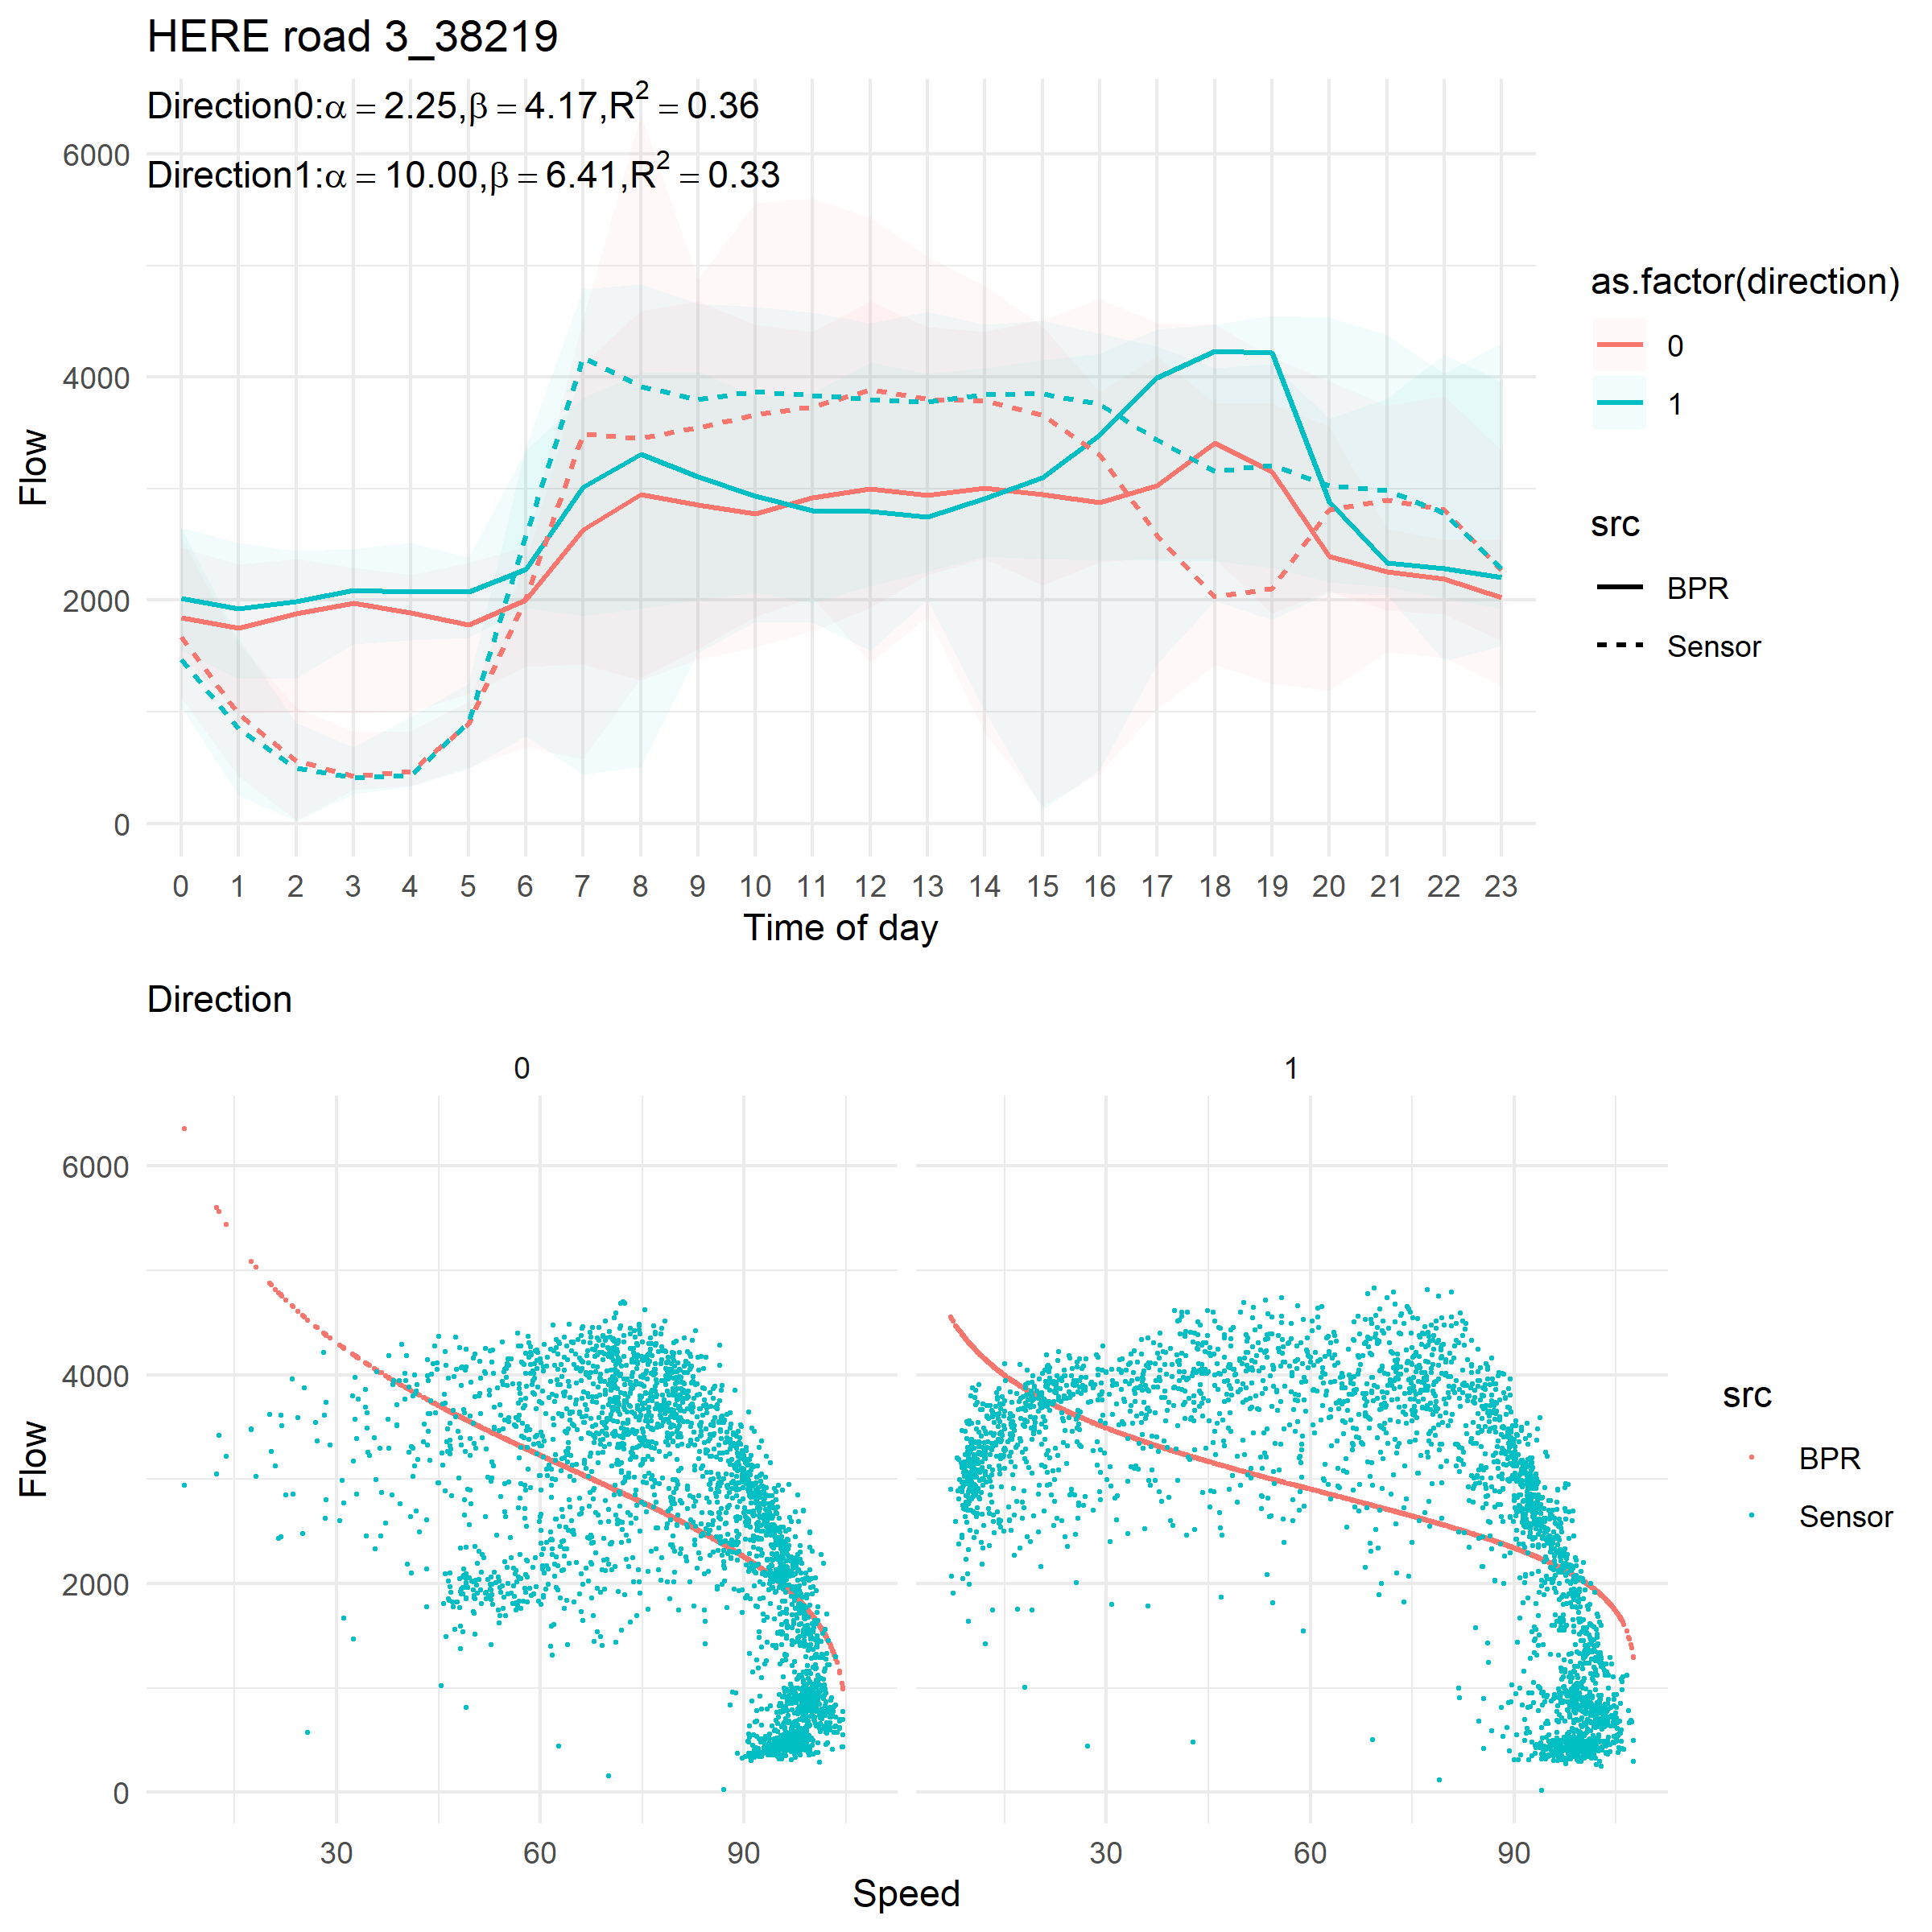 HERE road 3_38219
Direction0:α = 2.25,β = 4.17,R² = 0.36
Direction1:α = 10.00,β = 6.41,R² = 0.33
6000
4000
2000
0
Flow
0 1 2 3 4 5 6 7 8 9 10 11 12 13 14 15 16 17 18 19 20 21 22 23
Time of day
as.factor(direction)
0
1
src
BPR
Sensor
Direction
0 1
6000
4000
2000
0
Flow
30 60 90 30 60 90
Speed
src
BPR
Sensor